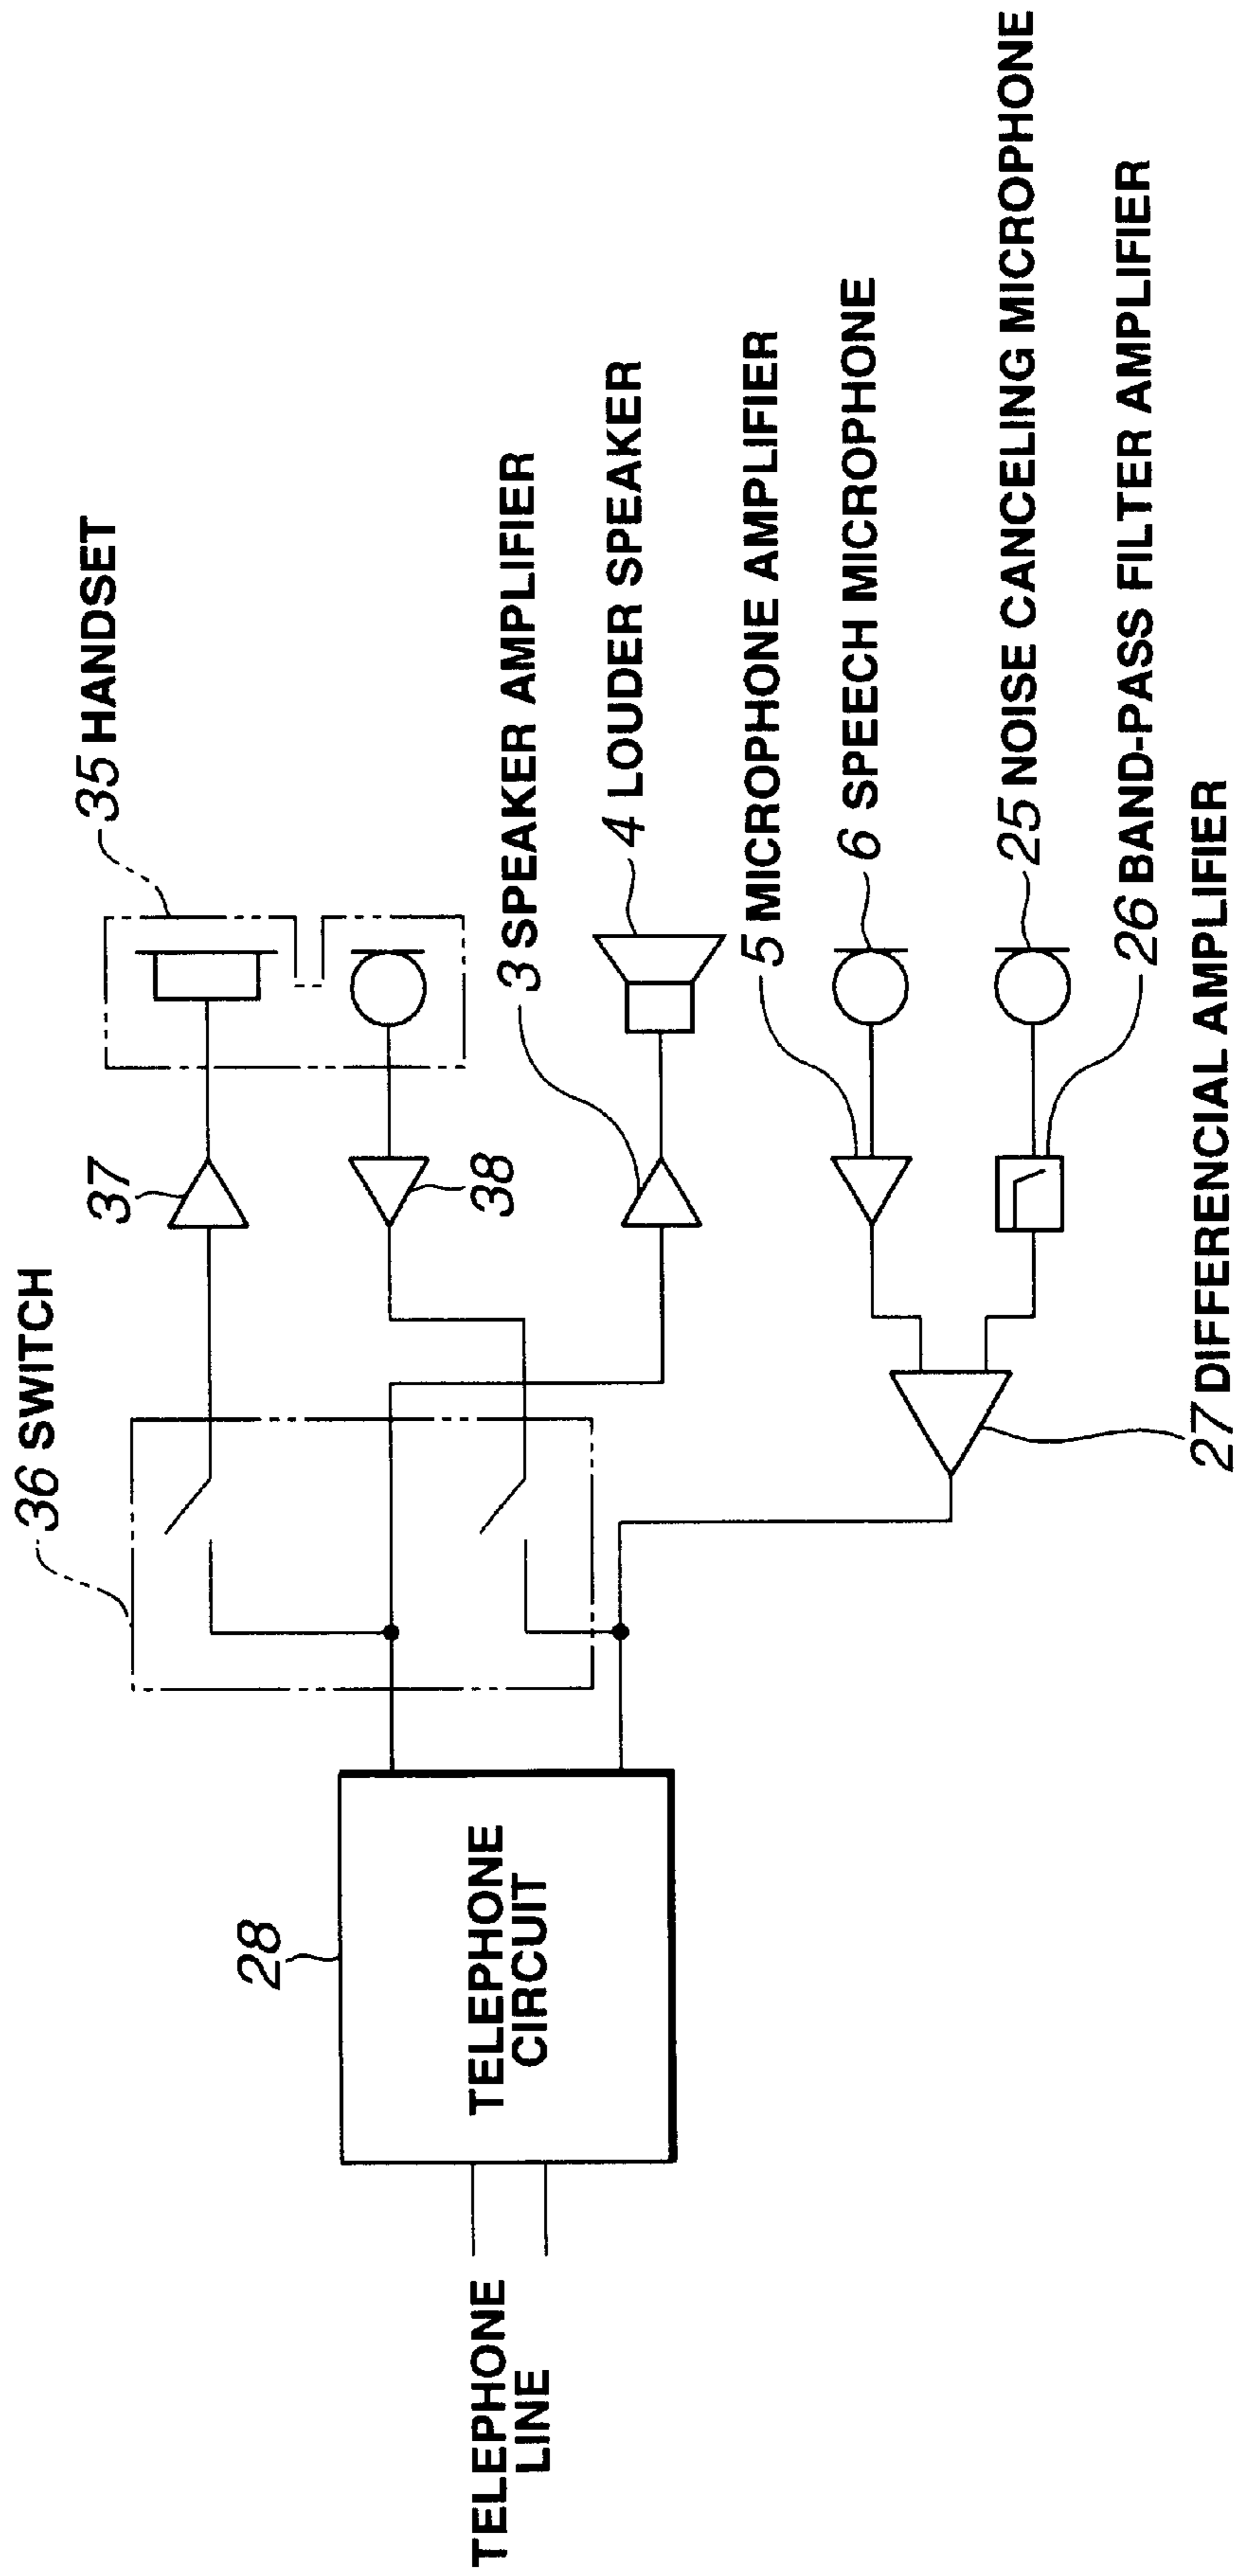 36 SWITCH
35 HANDSET
37
38
3 SPEAKER AMPLIFIER
4 LOUDER SPEAKER
5 MICROPHONE AMPLIFIER
6 SPEECH MICROPHONE
25 NOISE CANCELING MICROPHONE
26 BAND-PASS FILTER AMPLIFIER
27 DIFFERENCIAL AMPLIFIER
28
TELEPHONE
CIRCUIT
TELEPHONE
LINE